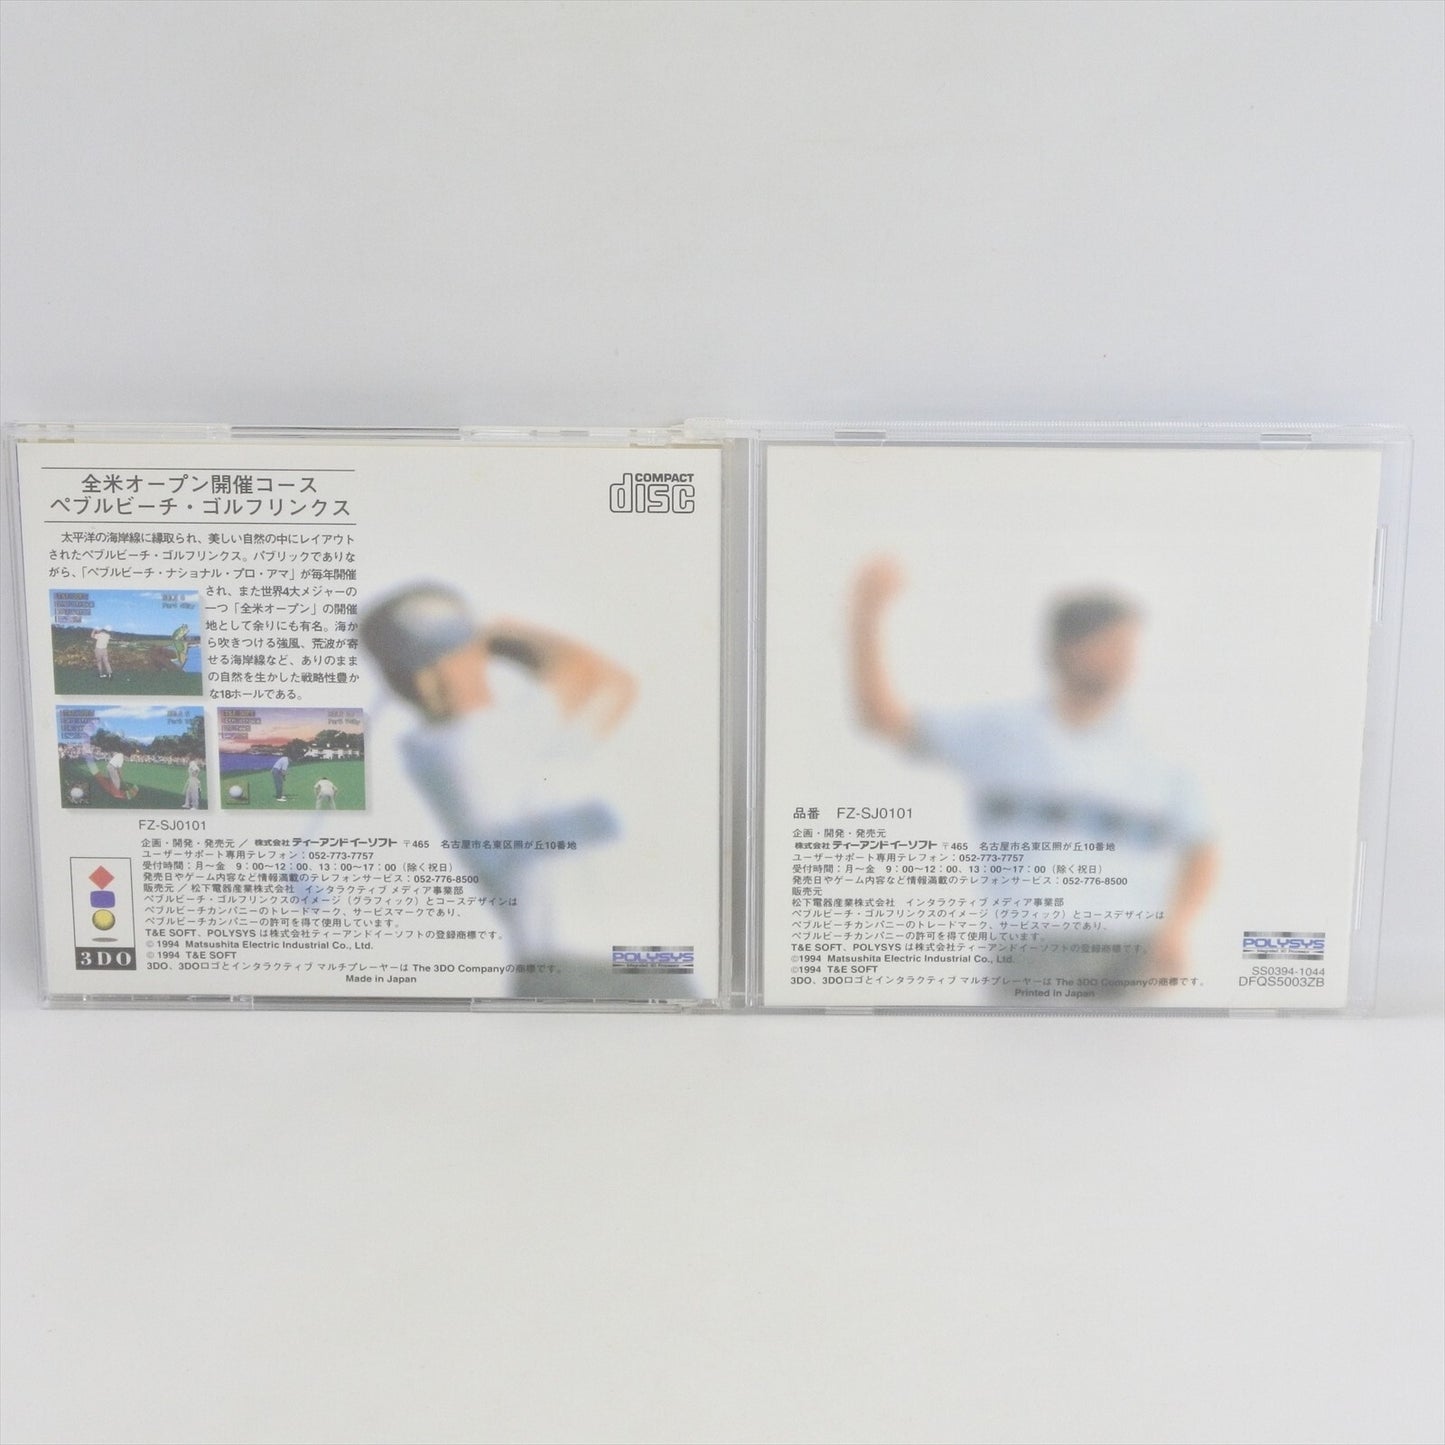 全米オープン開催コース
ペブルビーチ・ゴルフリンクス
COMPACT
disc
太平洋の海岸線に縁取られ、美しい自然の中にレイアウト
されたペブルビーチ・ゴルフリンクス。パブリックでありな
がら、「ペブルビーチ・ナショナル・プロ・アマ」が毎年開催
され、また世界4大メジャーの
一つ「全米オープン」の開催
地として余りにも有名。海か
ら吹きつける強風、荒波が寄
せる海岸線など、ありのまま
の自然を生かした戦略性豊か
な18ホールである。
FZ-SJ0101
企画・開発・発売元／ 株式会社ティーアンドイーソフト 〒465 名古屋市名東区照が丘10番地
ユーザーサポート専用テレフォン：052-773-7757
受付時間：月〜金 9：00〜12：00、13：00〜17：00（除く祝日）
発売日やゲーム内容など情報満載のテレフォンサービス：052-776-8500
販売元／松下電器産業株式会社 インタラクティブ メディア事業部
ペブルビーチ・ゴルフリンクスのイメージ（グラフィック）とコースデザインは
ペブルビーチカンパニーのトレードマーク、サービスマークであり、
ペブルビーチカンパニーの許可を得て使用しています。
T&E SOFT、POLYSYS は株式会社ティーアンドイーソフトの登録商標です。
© 1994 Matsushita Electric Industrial Co., Ltd.
© 1994 T&E SOFT
3DO、3DOロゴとインタラクティブ マルチプレーヤーは The 3DO Companyの商標です。
Made in Japan
3DO
POLYSYS
品番 FZ-SJ0101
企画・開発・発売元
株式会社ティーアンドイーソフト 〒465 名古屋市名東区照が丘10番地
ユーザーサポート専用テレフォン：052-773-7757
受付時間：月〜金 9：00〜12：00、13：00〜17：00（除く祝日）
発売日やゲーム内容など情報満載のテレフォンサービス：052-776-8500
販売元
松下電器産業株式会社 インタラクティブ メディア事業部
ペブルビーチ・ゴルフリンクスのイメージ（グラフィック）とコースデザインは
ペブルビーチカンパニーのトレードマーク、サービスマークであり、
ペブルビーチカンパニーの許可を得て使用しています。
T&E SOFT、POLYSYS は株式会社ティーアンドイーソフトの登録商標です。
©1994 Matsushita Electric Industrial Co., Ltd.
©1994 T&E SOFT
3DO、3DOロゴとインタラクティブ マルチプレーヤーは The 3DO Companyの商標です。
Printed in Japan
POLYSYS
SS0394-1044
DFQS5003ZB